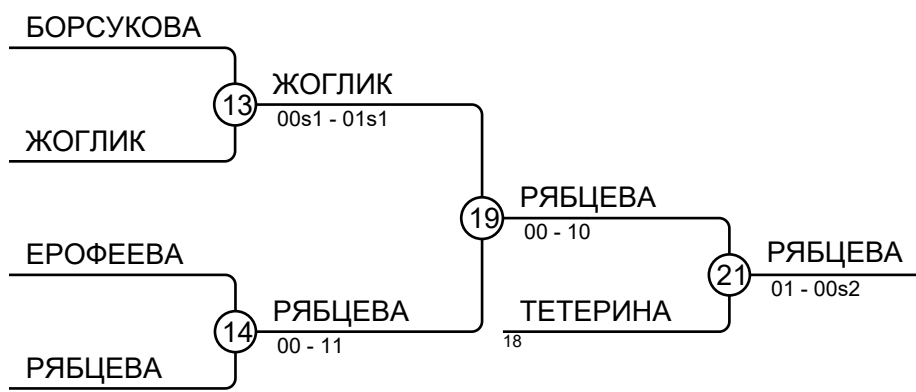 БОРСУКОВА
13
ЖОГЛИК
00s1 - 01s1
ЖОГЛИК
19
РЯБЦЕВА
00 - 10
ЕРОФЕЕВА
14
РЯБЦЕВА
00 - 11
РЯБЦЕВА
21
РЯБЦЕВА
01 - 00s2
ТЕТЕРИНА
18